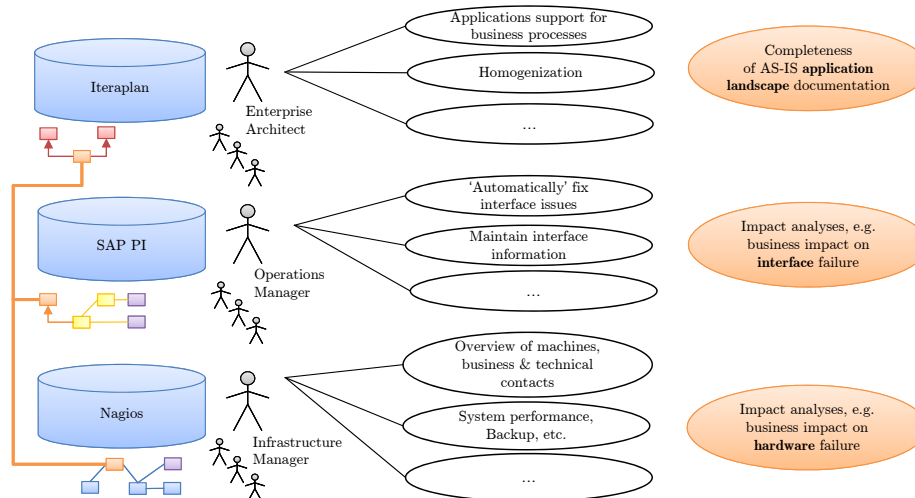 Iteraplan
Enterprise
Architect
Applications support for
business processes
Homogenization
...
Completeness
of AS-IS application
landscape documentation
SAP PI
Operations
Manager
‘Automatically’ fix
interface issues
Maintain interface
information
...
Impact analyses, e.g.
business impact on
interface failure
Nagios
Infrastructure
Manager
Overview of machines,
business & technical
contacts
System performance,
Backup, etc.
...
Impact analyses, e.g.
business impact on
hardware failure